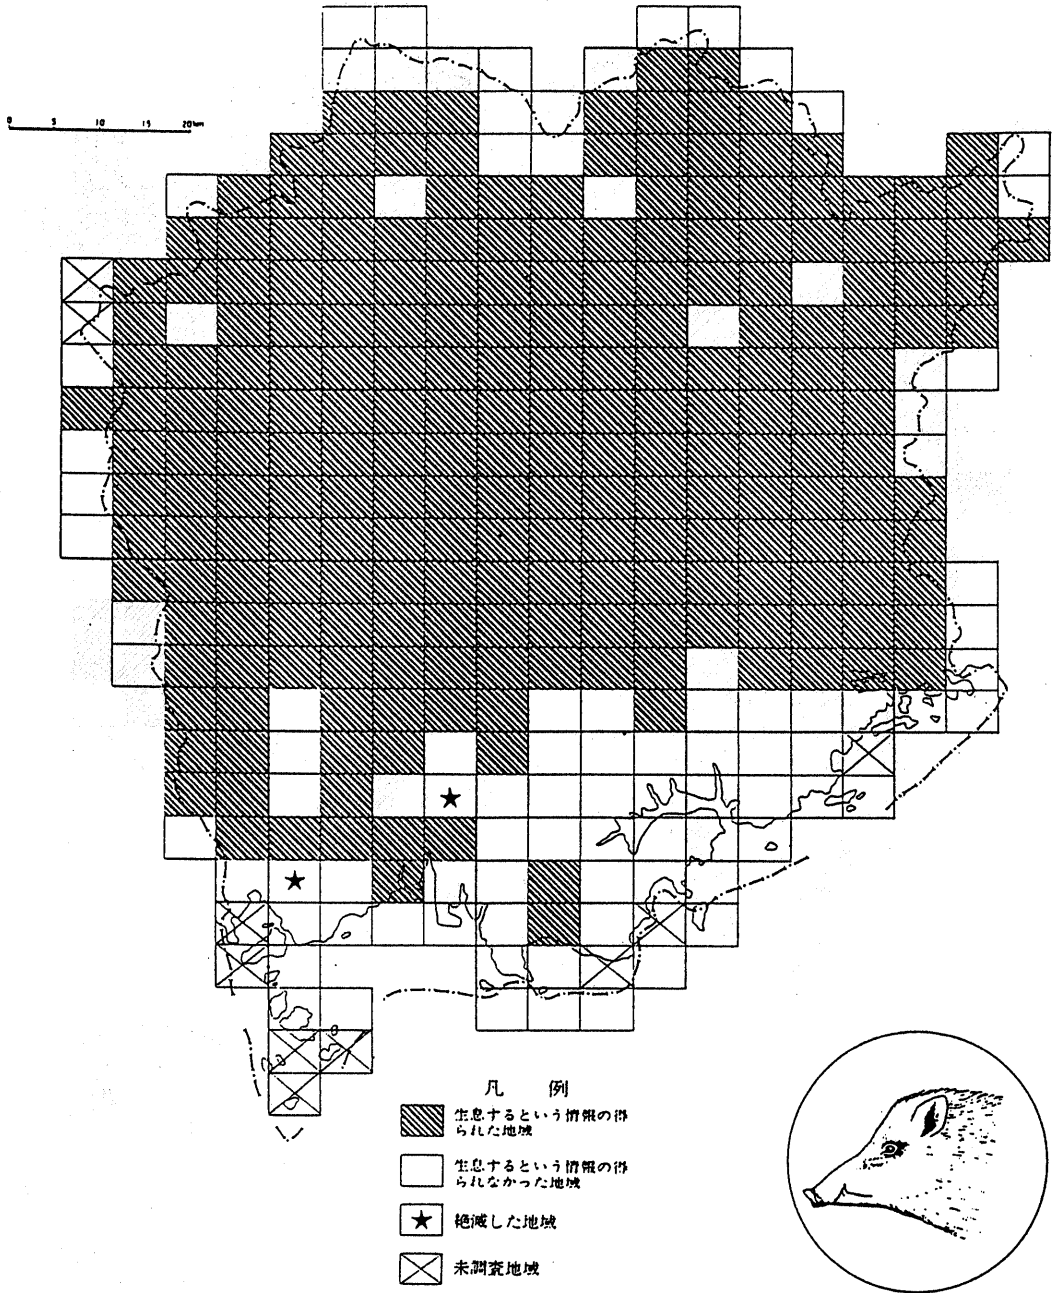 0 5 10 15 20km
凡 例
生息するという情報の得
られた地域
生息するという情報の得
られなかった地域
絶滅した地域
未調査地域